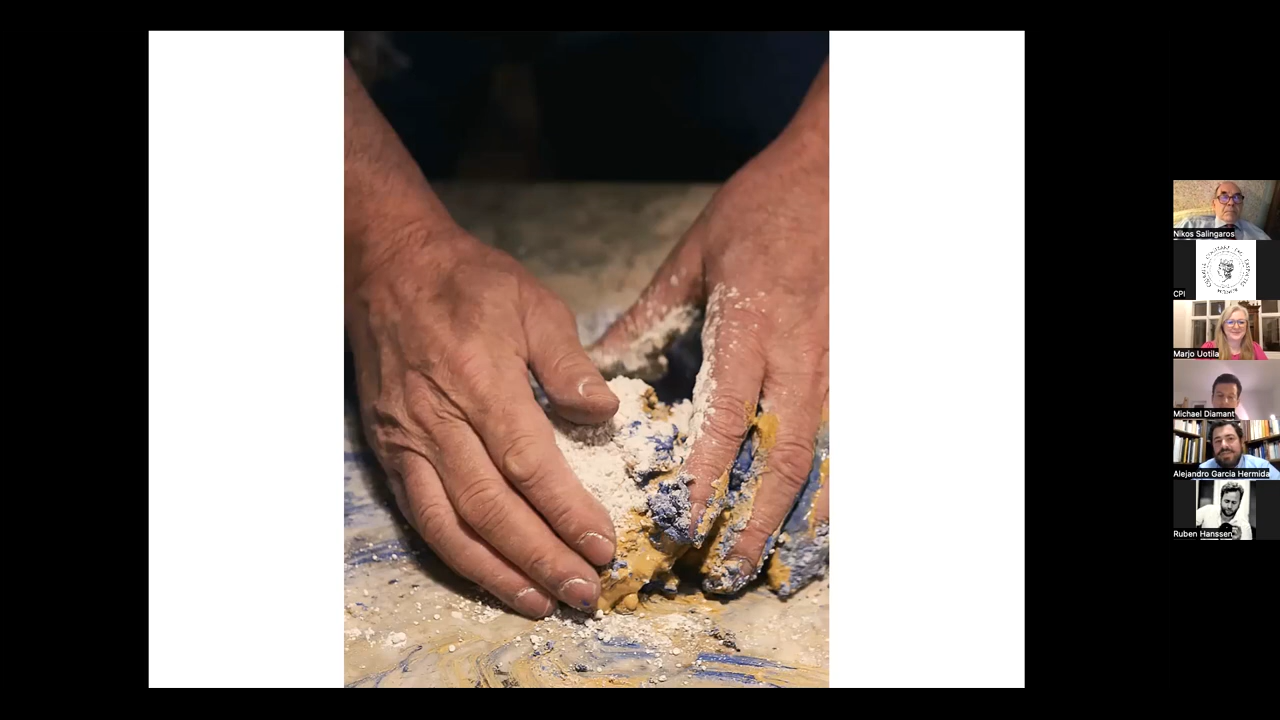 Nikos Salingaros
CPI
Marjo Uotila
Michael Diamant
Alejandro Garcia Hermida
Ruben Hanssen